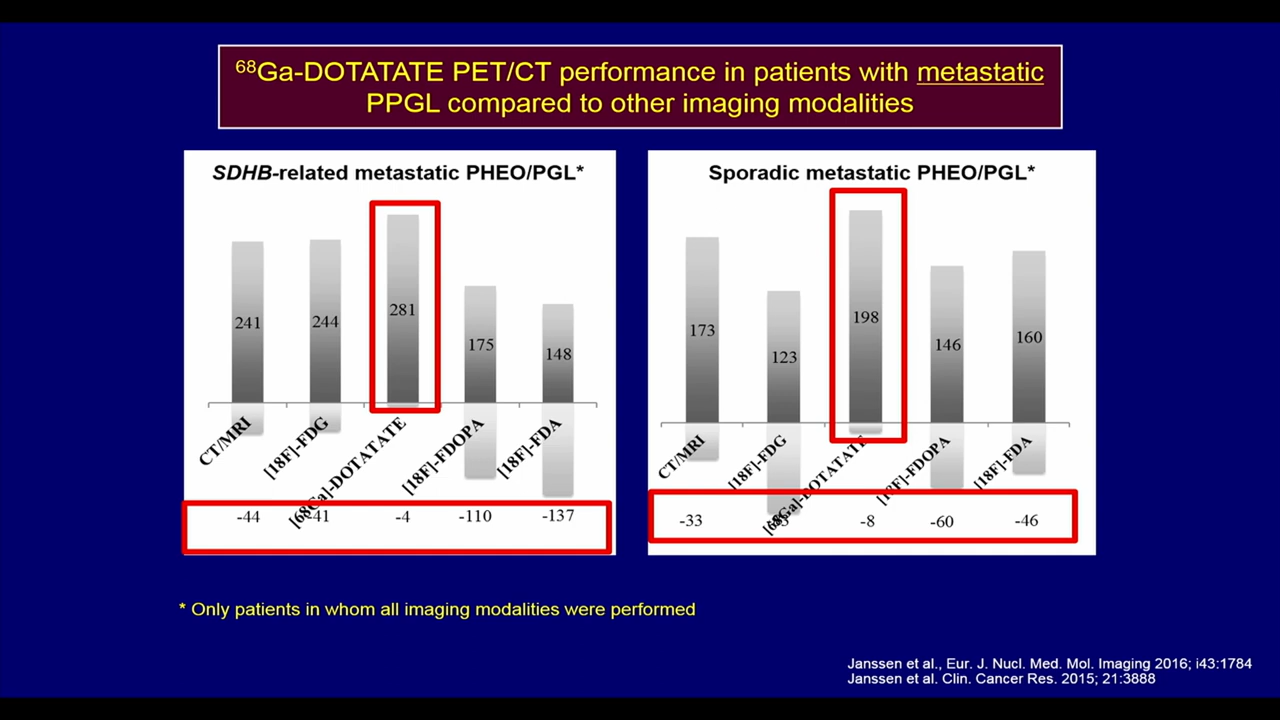 68Ga-DOTATATE PET/CT performance in patients with metastatic
PPGL compared to other imaging modalities
SDHB-related metastatic PHEO/PGL*
241
244
281
175
148
CT/MRI
[18F]-FDG
[68Ga]-DOTATATE
[18F]-FDOPA
[18F]-FDA
-44
-41
-4
-110
-137
Sporadic metastatic PHEO/PGL*
173
123
198
146
160
CT/MRI
[18F]-FDG
[68Ga]-DOTATATE
[18F]-FDOPA
[18F]-FDA
-33
-8
-60
-46
* Only patients in whom all imaging modalities were performed
Janssen et al., Eur. J. Nucl. Med. Mol. Imaging 2016; i43:1784
Janssen et al. Clin. Cancer Res. 2015; 21:3888